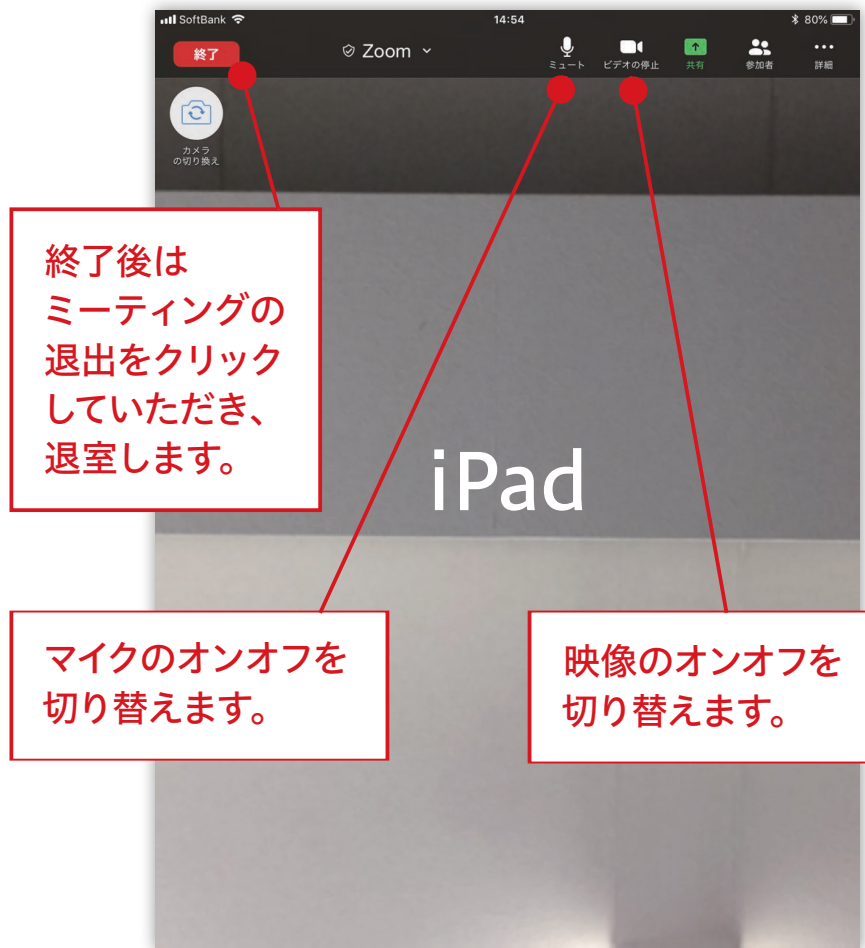 SoftBank
14:54
80%
終了
Zoom
ミュート
ビデオの停止
共有
参加者
詳細
カメラ
の切り換え
終了後は
ミーティングの
退出をクリック
していただき、
退室します。
iPad
マイクのオンオフを
切り替えます。
映像のオンオフを
切り替えます。